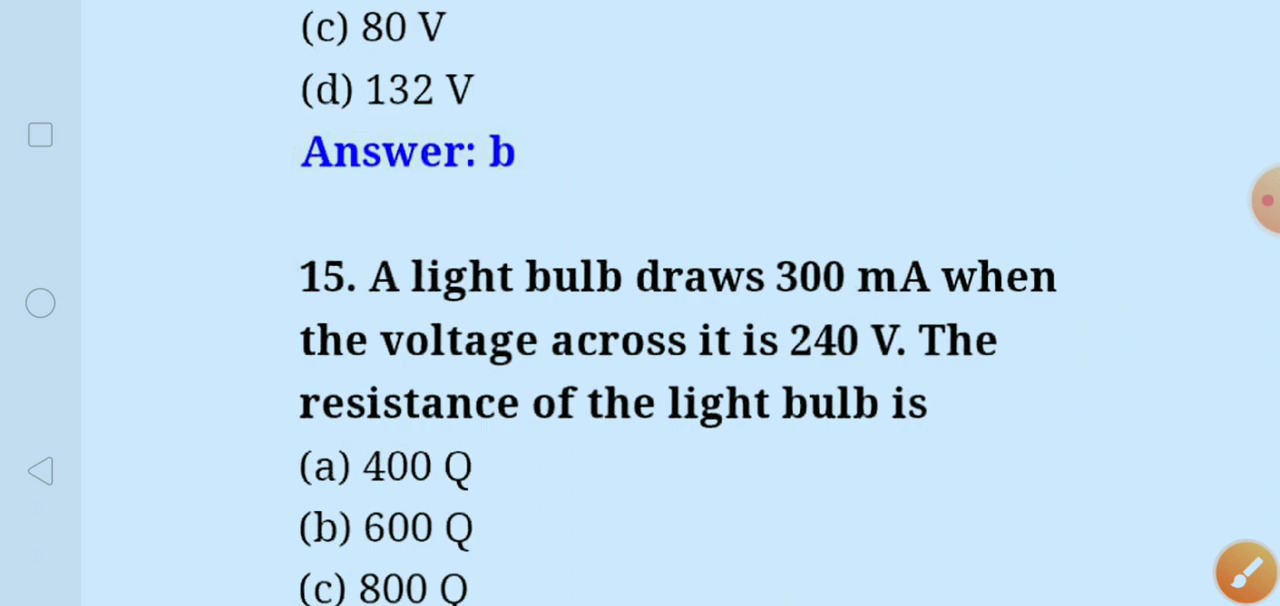 (c) 80 V
(d) 132 V
Answer: b
15. A light bulb draws 300 mA when
the voltage across it is 240 V. The
resistance of the light bulb is
(a) 400 Q
(b) 600 Q
(c) 800 Q